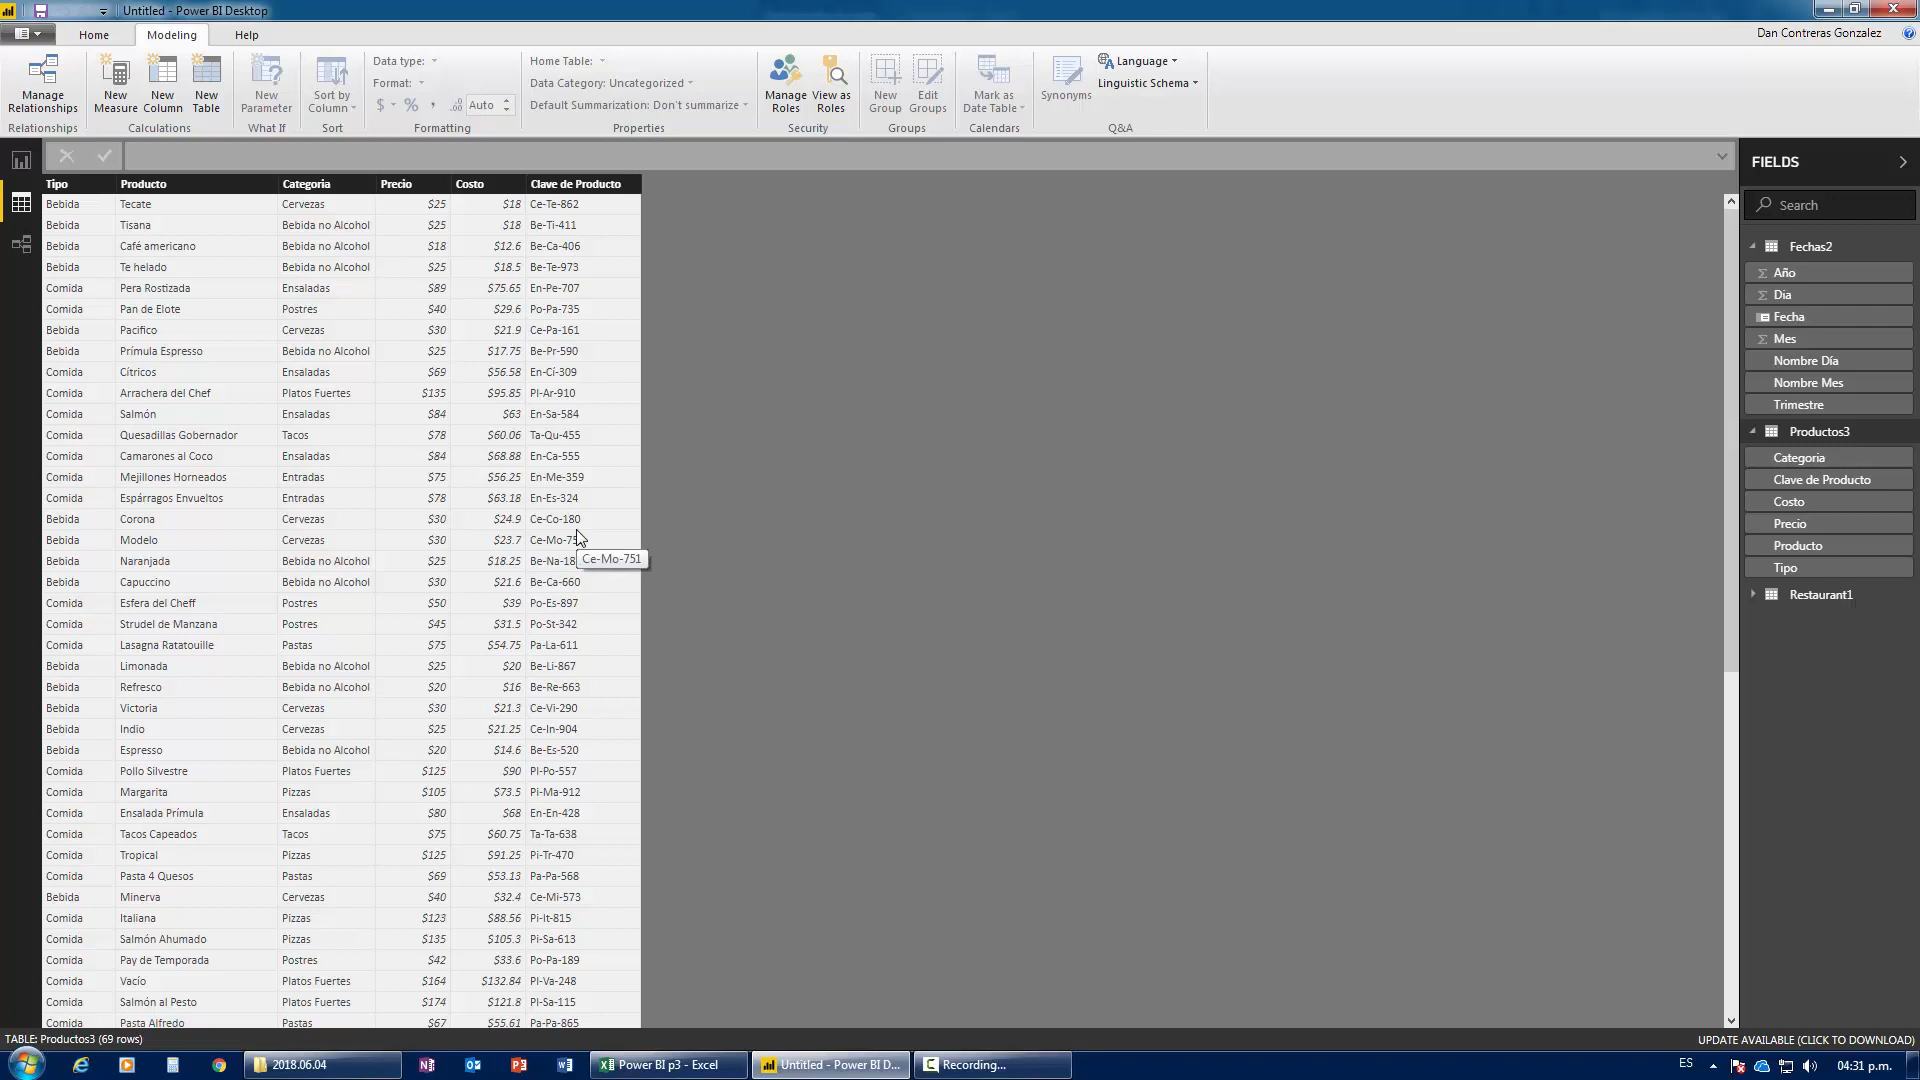 Untitled - Power BI Desktop
Home Modeling Help Dan Contreras Gonzalez
Manage Relationships
New Measure
New Column
New Table
New Parameter
Sort by Column
Data type:
Format:
$ % , Auto
Home Table:
Data Category: Uncategorized
Default Summarization: Don't summarize
Manage Roles
View as Roles
New Group
Edit Groups
Mark as Date Table
Synonyms
Language
Linguistic Schema
Relationships Calculations What If Sort Formatting Properties Security Groups Calendars Q&A
Tipo Producto Categoria Precio Costo Clave de Producto
Bebida Tecate Cervezas $25 $18 Ce-Te-862
Bebida Tisana Bebida no Alcohol $25 $18 Be-Ti-411
Bebida Café americano Bebida no Alcohol $18 $12.6 Be-Ca-406
Bebida Te helado Bebida no Alcohol $25 $18.5 Be-Te-973
Comida Pera Rostizada Ensaladas $89 $75.65 En-Pe-707
Comida Pan de Elote Postres $40 $29.6 Po-Pa-735
Bebida Pacifico Cervezas $30 $21.9 Ce-Pa-161
Bebida Prímula Espresso Bebida no Alcohol $25 $17.75 Be-Pr-590
Comida Cítricos Ensaladas $69 $56.58 En-Cí-309
Comida Arrachera del Chef Platos Fuertes $135 $95.85 Pl-Ar-910
Comida Salmón Ensaladas $84 $63 En-Sa-584
Comida Quesadillas Gobernador Tacos $78 $60.06 Ta-Qu-455
Comida Camarones al Coco Ensaladas $84 $68.88 En-Ca-555
Comida Mejillones Horneados Entradas $75 $56.25 En-Me-359
Comida Espárragos Envueltos Entradas $78 $63.18 En-Es-324
Bebida Corona Cervezas $30 $24.9 Ce-Co-180
Bebida Modelo Cervezas $30 $23.7 Ce-Mo-75
Ce-Mo-751
Bebida Naranjada Bebida no Alcohol $25 $18.25 Be-Na-18
Bebida Capuccino Bebida no Alcohol $30 $21.6 Be-Ca-660
Comida Esfera del Cheff Postres $50 $39 Po-Es-897
Comida Strudel de Manzana Postres $45 $31.5 Po-St-342
Comida Lasagna Ratatouille Pastas $75 $54.75 Pa-La-611
Bebida Limonada Bebida no Alcohol $25 $20 Be-Li-867
Bebida Refresco Bebida no Alcohol $20 $16 Be-Re-663
Bebida Victoria Cervezas $30 $21.3 Ce-Vi-290
Bebida Indio Cervezas $25 $21.25 Ce-In-904
Bebida Espresso Bebida no Alcohol $20 $14.6 Be-Es-520
Comida Pollo Silvestre Platos Fuertes $125 $90 Pl-Po-557
Comida Margarita Pizzas $105 $73.5 Pi-Ma-912
Comida Ensalada Prímula Ensaladas $80 $68 En-En-428
Comida Tacos Capeados Tacos $75 $60.75 Ta-Ta-638
Comida Tropical Pizzas $125 $91.25 Pi-Tr-470
Comida Pasta 4 Quesos Pastas $69 $53.13 Pa-Pa-568
Bebida Minerva Cervezas $40 $32.4 Ce-Mi-573
Comida Italiana Pizzas $123 $88.56 Pi-It-815
Comida Salmón Ahumado Pizzas $135 $105.3 Pi-Sa-613
Comida Pay de Temporada Postres $42 $33.6 Po-Pa-189
Comida Vacío Platos Fuertes $164 $132.84 Pl-Va-248
Comida Salmón al Pesto Platos Fuertes $174 $121.8 Pl-Sa-115
Comida Pasta Alfredo Pastas $67 $55.61 Pa-Pa-865
FIELDS
Search
Fechas2
Σ Año
Σ Dia
Fecha
Σ Mes
Nombre Día
Nombre Mes
Trimestre
Productos3
Categoria
Clave de Producto
Costo
Precio
Producto
Tipo
Restaurant1
TABLE: Productos3 (69 rows) UPDATE AVAILABLE (CLICK TO DOWNLOAD)
2018.06.04 Power BI p3 - Excel Untitled - Power BI D... Recording... ES 04:31 p.m.